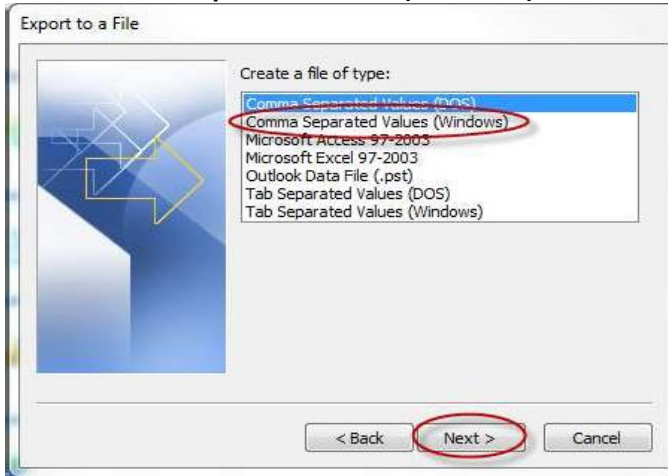 Export to a File
Create a file of type:
Comma Separated Values (DOS)
Comma Separated Values (Windows)
Microsoft Access 97-2003
Microsoft Excel 97-2003
Outlook Data File (.pst)
Tab Separated Values (DOS)
Tab Separated Values (Windows)
< Back Next > Cancel